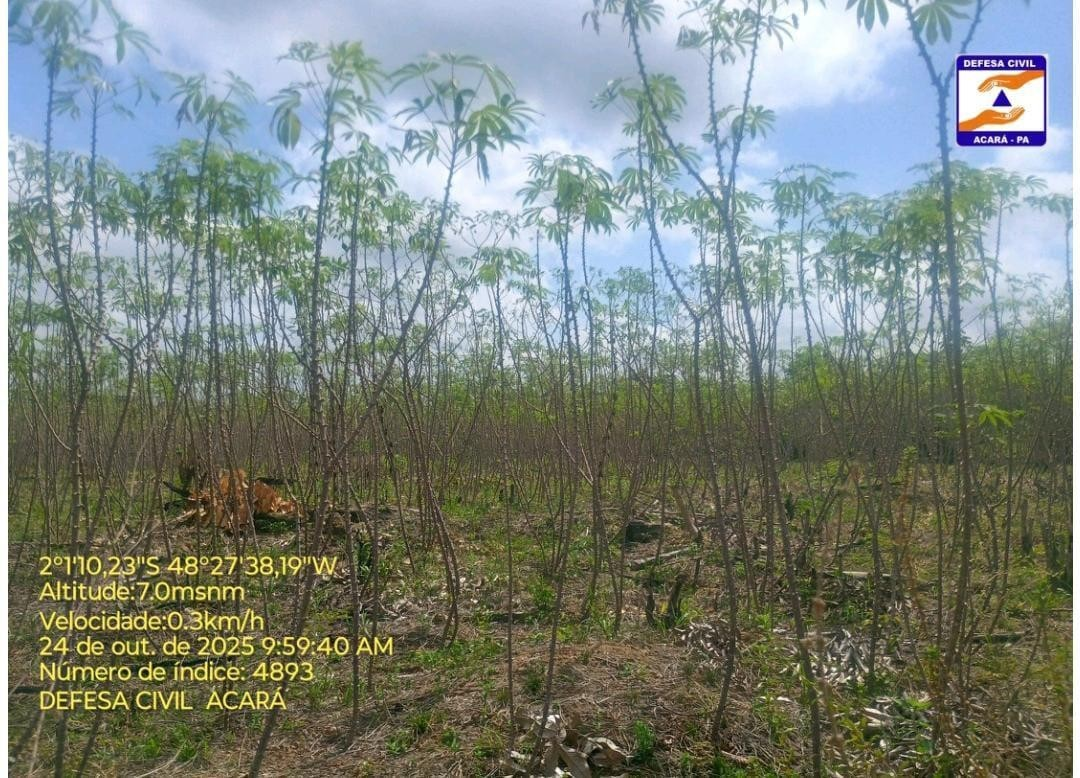 DEFESA CIVIL
ACARÁ - PA
2°1'10,23"S 48°27'38,19"W
Altitude:7.0msnm
Velocidade:0.3km/h
24 de out. de 2025 9:59:40 AM
Número de índice: 4893
DEFESA CIVIL ACARÁ